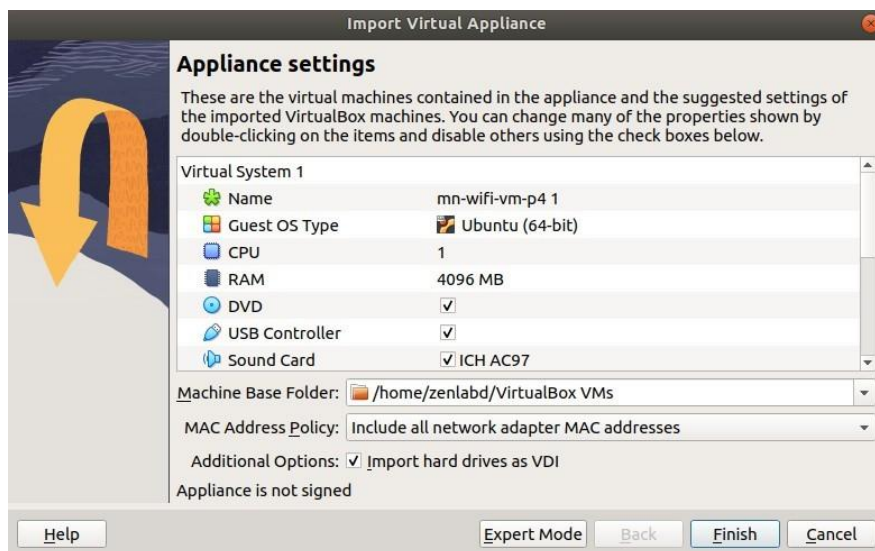 Import Virtual Appliance
Appliance settings
These are the virtual machines contained in the appliance and the suggested settings of
the imported VirtualBox machines. You can change many of the properties shown by
double-clicking on the items and disable others using the check boxes below.
Virtual System 1
Name mn-wifi-vm-p4 1
Guest OS Type Ubuntu (64-bit)
CPU 1
RAM 4096 MB
DVD
USB Controller
Sound Card ICH AC97
Machine Base Folder: /home/zenlabd/VirtualBox VMs
MAC Address Policy: Include all network adapter MAC addresses
Additional Options: Import hard drives as VDI
Appliance is not signed
Help Expert Mode Back Finish Cancel